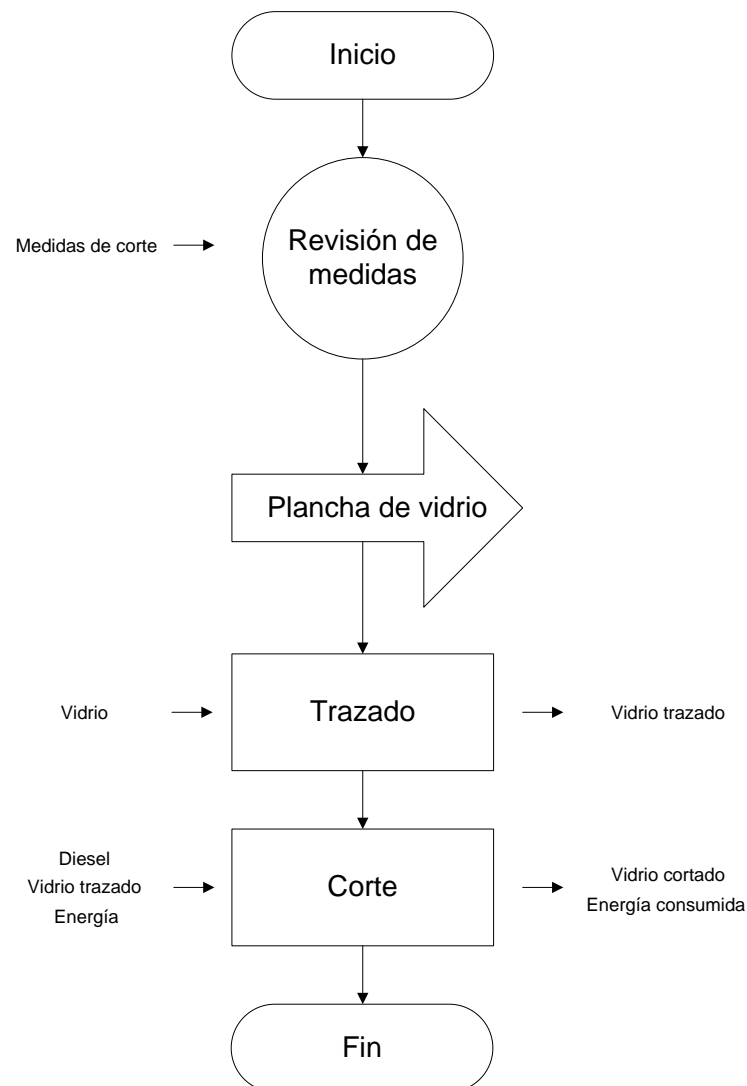 Inicio
Medidas de corte
Revisión de
medidas
Plancha de vidrio
Vidrio
Trazado
Vidrio trazado
Diesel
Vidrio trazado
Energía
Corte
Vidrio cortado
Energía consumida
Fin